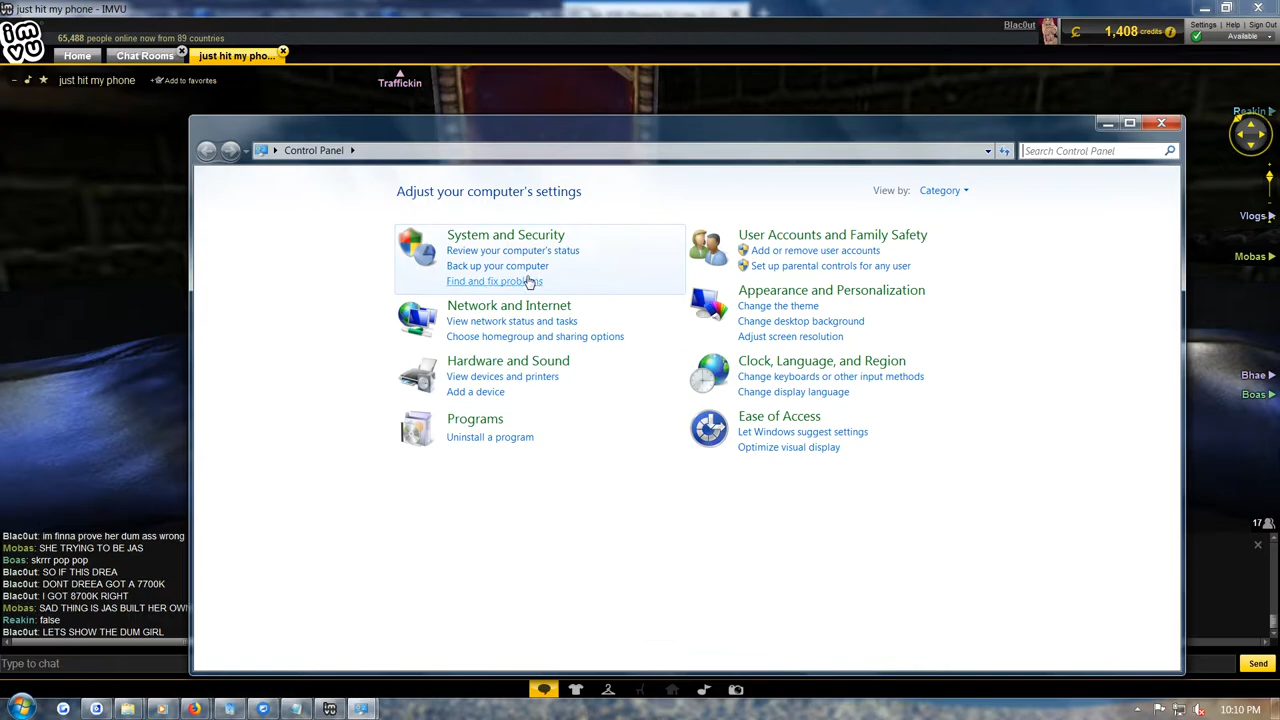 just hit my phone - IMVU
imvu
65,488 people online now from 89 countries
Blac0ut
1,408 credits
Settings | Help | Sign Out
Available
Home
Chat Rooms
just hit my pho...
just hit my phone
Add to favorites
Traffickin
Reakin
Control Panel
Search Control Panel
Adjust your computer's settings
View by: Category
System and Security
Review your computer's status
Back up your computer
Find and fix problems
Network and Internet
View network status and tasks
Choose homegroup and sharing options
Hardware and Sound
View devices and printers
Add a device
Programs
Uninstall a program
User Accounts and Family Safety
Add or remove user accounts
Set up parental controls for any user
Appearance and Personalization
Change the theme
Change desktop background
Adjust screen resolution
Clock, Language, and Region
Change keyboards or other input methods
Change display language
Ease of Access
Let Windows suggest settings
Optimize visual display
Vlogs
Mobas
Bhae
Boas
17
Blac0ut: im finna prove her dum ass wrong
Mobas: SHE TRYING TO BE JAS
Boas: skrrr pop pop
Blac0ut: SO IF THIS DREA
Blac0ut: DONT DREEA GOT A 7700K
Blac0ut: I GOT 8700K RIGHT
Mobas: SAD THING IS JAS BUILT HER OWN
Reakin: false
Blac0ut: LETS SHOW THE DUM GIRL
Type to chat
Send
10:10 PM